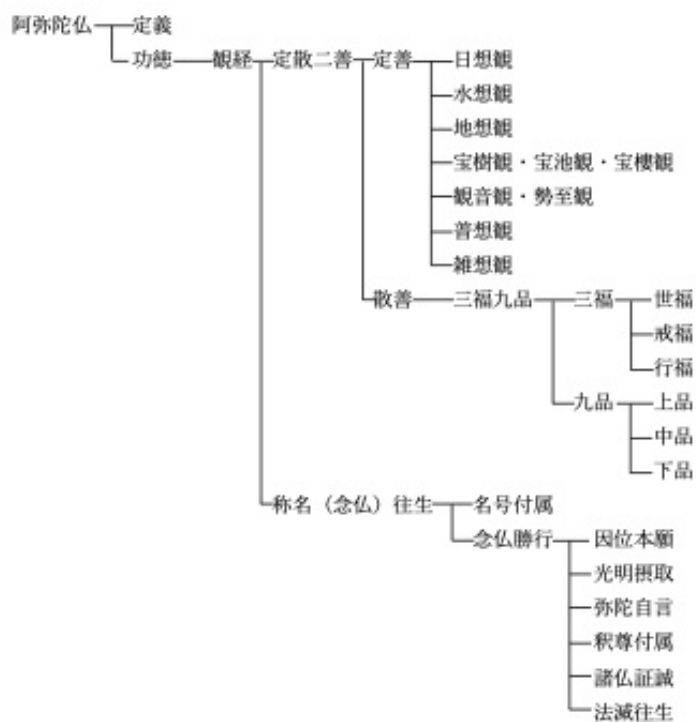 阿弥陀仏 定義
功徳 観経 定散二善 定善 日想観
水想観
地想観
宝樹観・宝池観・宝樓観
観音観・勢至観
普想観
雑想観
散善 三福九品 三福 世福
戒福
行福
九品 上品
中品
下品
称名（念仏）往生 名号付属
念仏勝行 因位本願
光明摂取
弥陀自言
釈尊付属
諸仏証誠
法滅往生